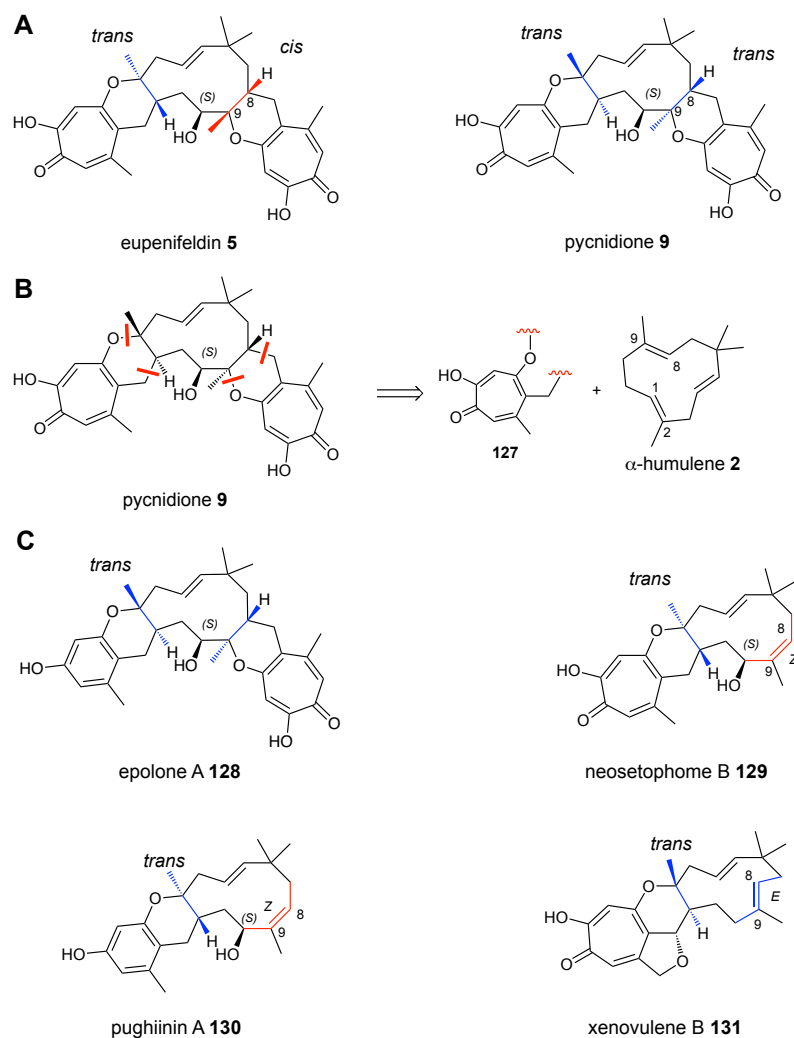 A
trans
cis
(S)
H
8
9
H
O
HO
O
HO
O
O
HO
eupenifeldin 5
trans
trans
(S)
H
8
9
H
O
HO
O
HO
O
O
HO
pycnidione 9
B
(S)
H
H
O
HO
O
HO
O
O
HO
pycnidione 9
O
HO
O
127
+
9
8
1
2
α-humulene 2
C
trans
(S)
H
H
O
HO
HO
O
O
OH
epolone A 128
trans
(S)
8
Z
9
H
O
HO
O
HO
neosetophome B 129
trans
Z
8
(S)
9
H
O
HO
HO
pughiinin A 130
trans
8
E
9
H
O
HO
O
O
xenovulene B 131